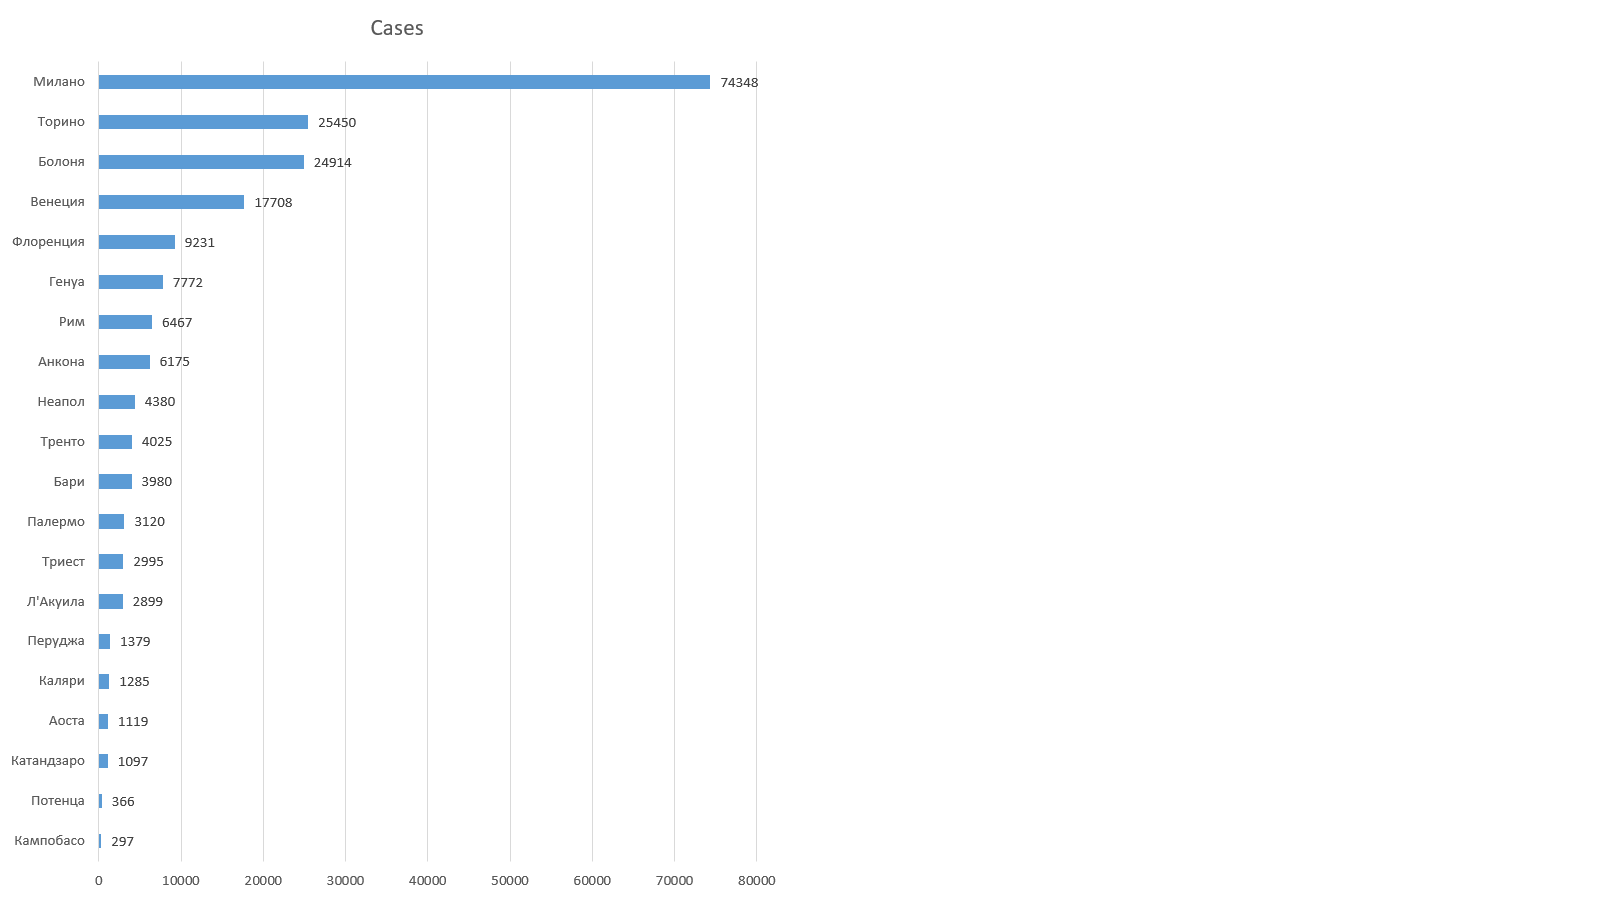 Cases
Милано 74348
Торино 25450
Болоня 24914
Венеция 17708
Флоренция 9231
Генуа 7772
Рим 6467
Анкона 6175
Неапол 4380
Тренто 4025
Бари 3980
Палермо 3120
Триест 2995
Л'Акуила 2899
Перуджа 1379
Каляри 1285
Аоста 1119
Катандзаро 1097
Потенца 366
Кампобасо 297
0 10000 20000 30000 40000 50000 60000 70000 80000